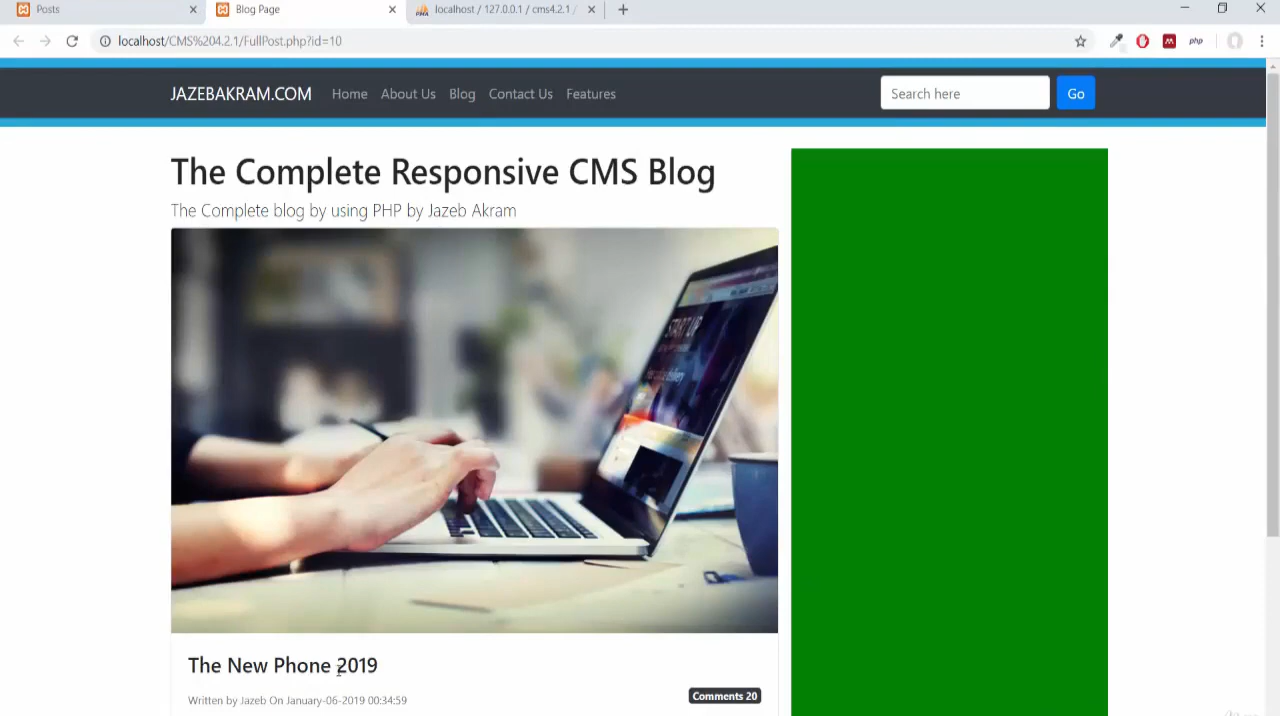 Posts
Blog Page
localhost / 127.0.0.1 / cms4.2.1 /
localhost/CMS%204.2.1/FullPost.php?id=10
php
JAZEBAKRAM.COM Home About Us Blog Contact Us Features Search here Go
The Complete Responsive CMS Blog
The Complete blog by using PHP by Jazeb Akram
START UP
The New Phone 2019
Comments 20
Written by Jazeb On January-06-2019 00:34:59